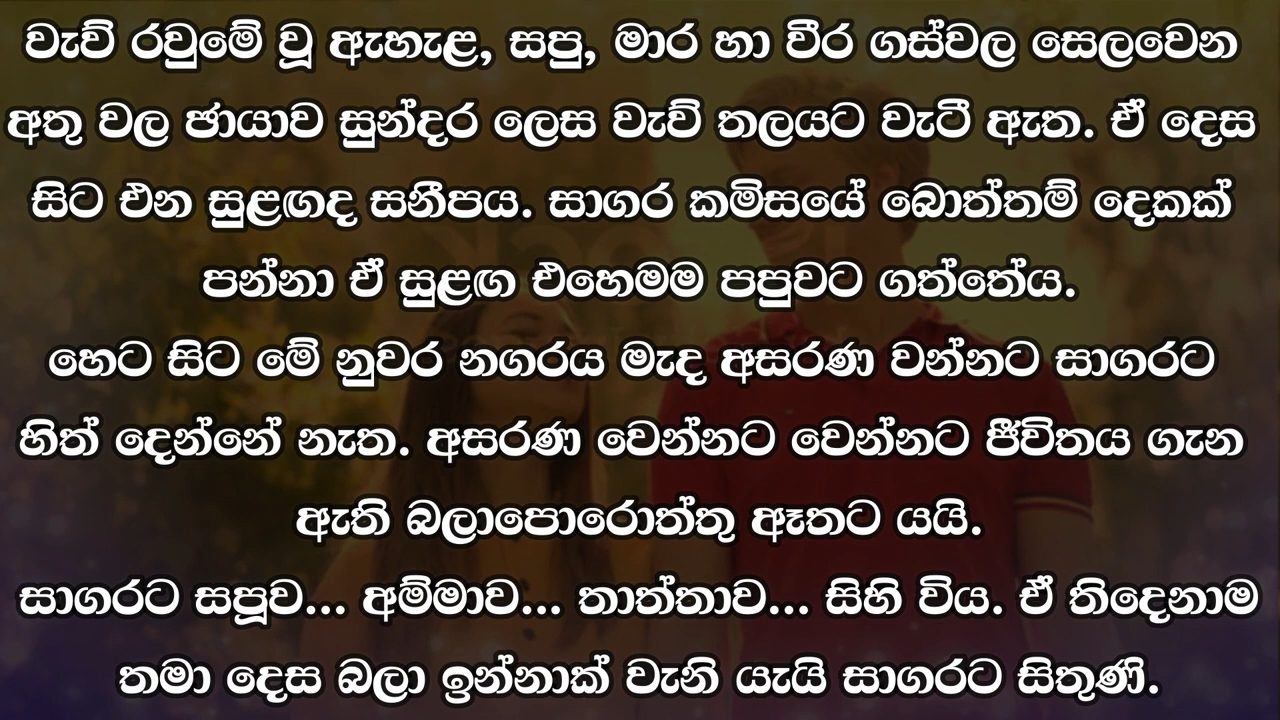 වැව් රවුමේ වූ ඇහැළ, සපු, මාර හා වීර ගස්වල සෙලවෙන
අතු වල ඡායාව සුන්දර ලෙස වැව් තලයට වැටී ඇත. ඒ දෙස
සිට එන සුළඟද සනීපය. සාගර කමිසයේ බොත්තම් දෙකක්
පන්නා ඒ සුළඟ එහෙමම පපුවට ගත්තේය.
හෙට සිට මේ නුවර නගරය මැද අසරණ වන්නට සාගරට
හිත් දෙන්නේ නැත. අසරණ වෙන්නට වෙන්නට ජීවිතය ගැන
ඇති බලාපොරොත්තු ඈතට යයි.
සාගරට සපූව... අම්මාව... තාත්තාව... සිහි විය. ඒ තිදෙනාම
තමා දෙස බලා ඉන්නාක් වැනි යැයි සාගරට සිතුණි.